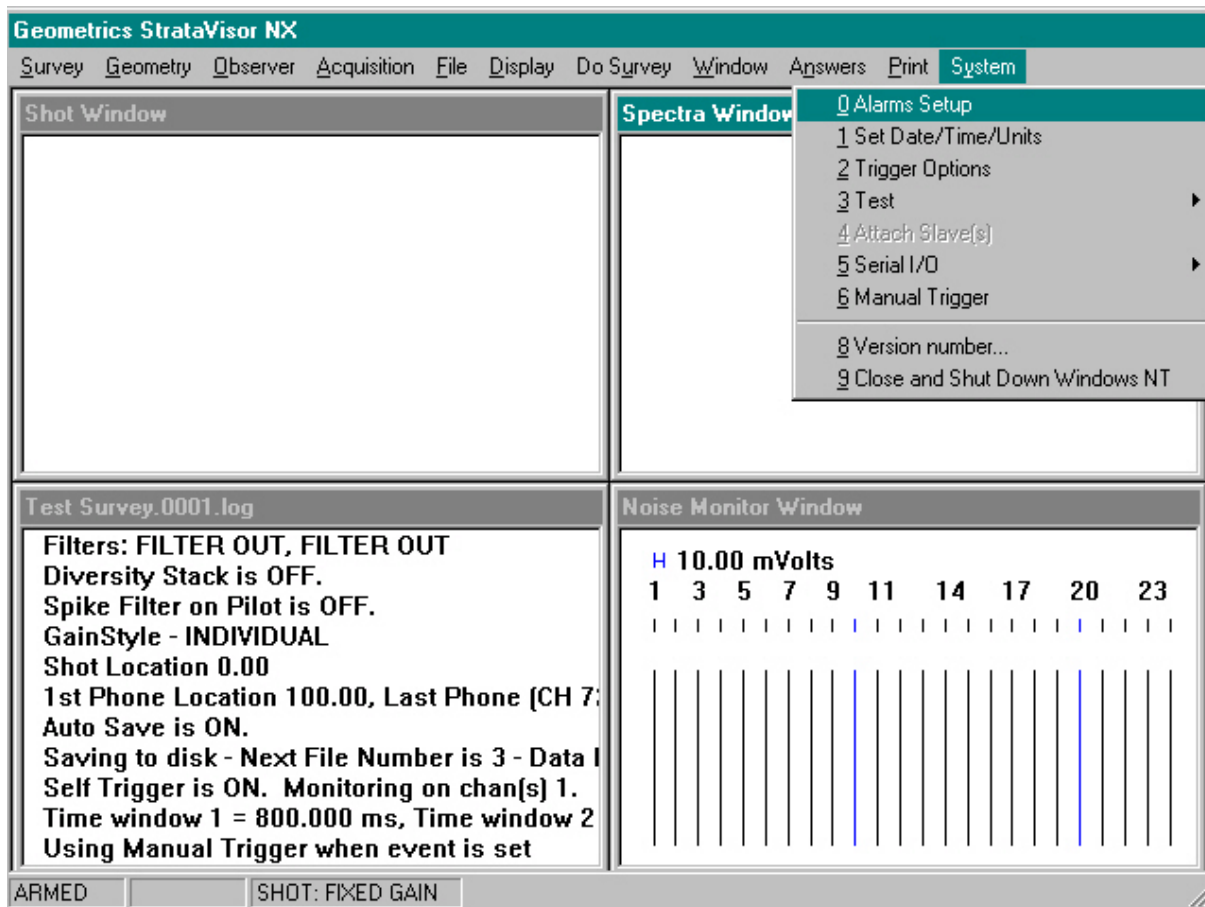 Geometrics StrataVisor NX
Survey Geometry Observer Acquisition File Display Do Survey Window Answers Print System
Shot Window
Spectra Window
0 Alarms Setup
1 Set Date/Time/Units
2 Trigger Options
3 Test
4 Attach Slave(s)
5 Serial I/O
6 Manual Trigger
8 Version number...
9 Close and Shut Down Windows NT
Test Survey.0001.log
Filters: FILTER OUT, FILTER OUT
Diversity Stack is OFF.
Spike Filter on Pilot is OFF.
GainStyle - INDIVIDUAL
Shot Location 0.00
1st Phone Location 100.00, Last Phone (CH 7
Auto Save is ON.
Saving to disk - Next File Number is 3 - Data
Self Trigger is ON. Monitoring on chan(s) 1.
Time window 1 = 800.000 ms, Time window 2
Using Manual Trigger when event is set
Noise Monitor Window
H 10.00 mVolts
1 3 5 7 9 11 14 17 20 23
ARMED
SHOT: FIXED GAIN